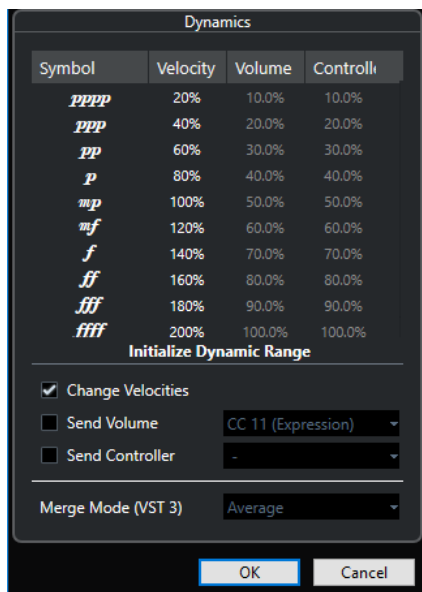 Dynamics
Symbol Velocity Volume Controlle
pppp 20% 10.0% 10.0%
ppp 40% 20.0% 20.0%
pp 60% 30.0% 30.0%
p 80% 40.0% 40.0%
mp 100% 50.0% 50.0%
mf 120% 60.0% 60.0%
f 140% 70.0% 70.0%
ff 160% 80.0% 80.0%
fff 180% 90.0% 90.0%
ffff 200% 100.0% 100.0%
Initialize Dynamic Range
Change Velocities
Send Volume CC 11 (Expression)
Send Controller -
Merge Mode (VST 3) Average
OK Cancel